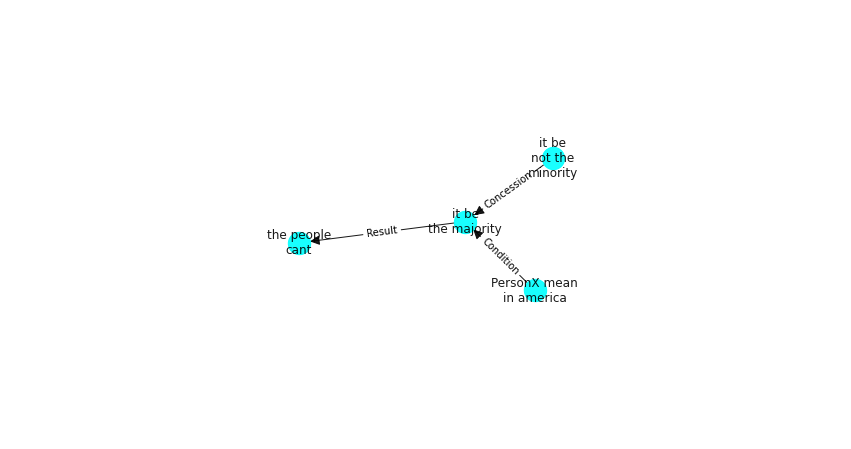 it be
not the
minority
Concession
it be
the majority
Result
the people
cant
Condition
PersonX mean
in america